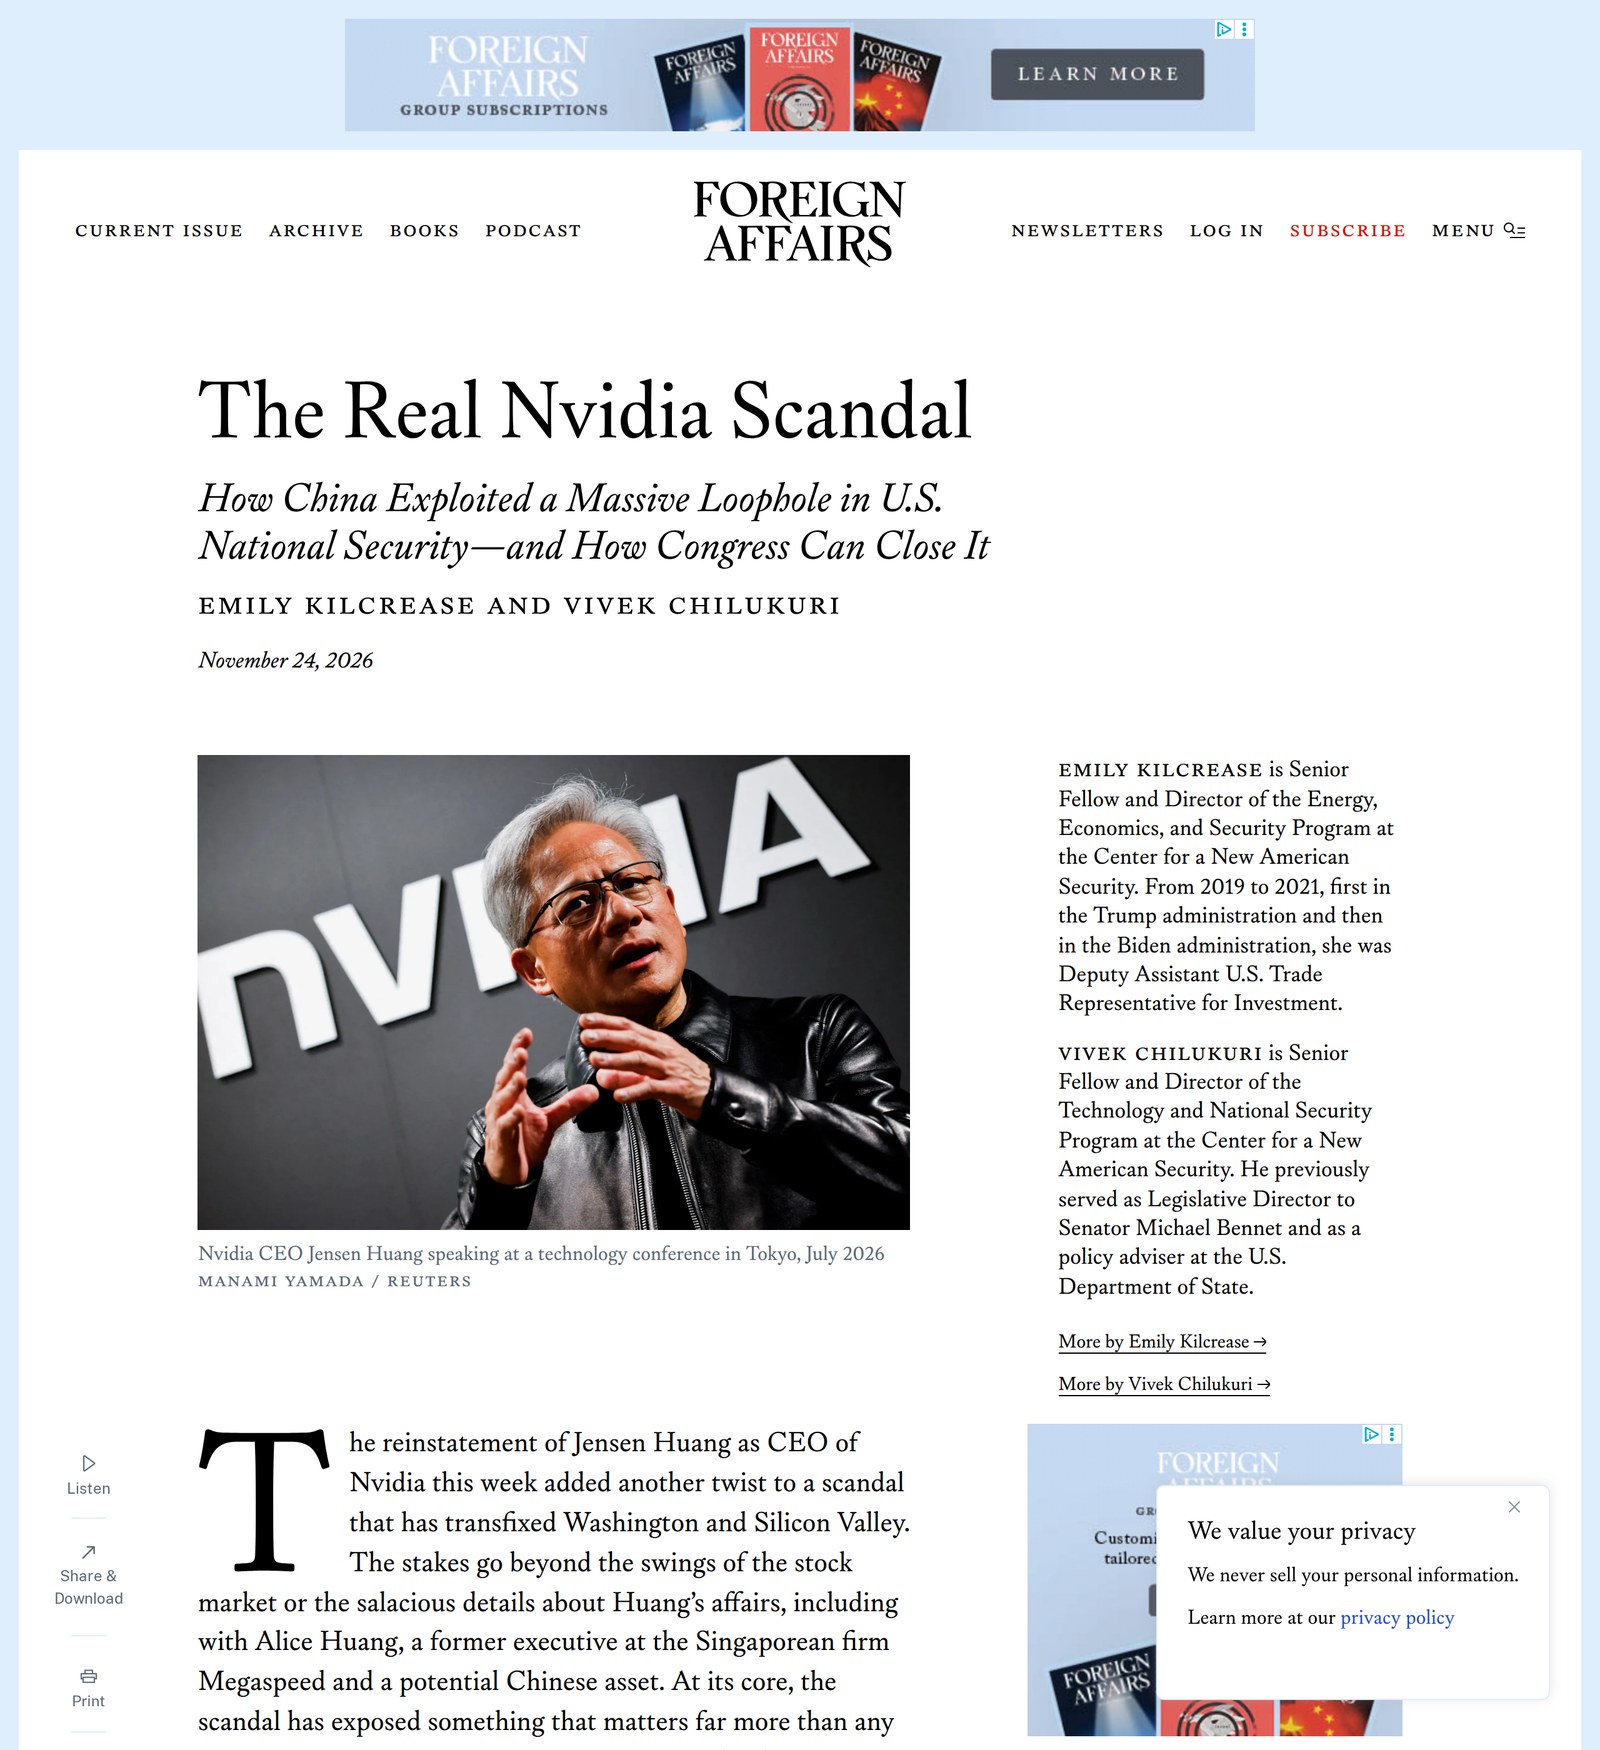 FOREIGN
AFFAIRS
GROUP SUBSCRIPTIONS
FOREIGN
AFFAIRS
FOREIGN
AFFAIRS
FOREIGN
AFFAIRS
LEARN MORE
CURRENT ISSUE
ARCHIVE
BOOKS
PODCAST
FOREIGN
AFFAIRS
NEWSLETTERS
LOG IN
SUBSCRIBE
MENU
The Real Nvidia Scandal
How China Exploited a Massive Loophole in U.S.
National Security—and How Congress Can Close It
EMILY KILCREASE AND VIVEK CHILUKURI
November 24, 2026
nVIDIA
Nvidia CEO Jensen Huang speaking at a technology conference in Tokyo, July 2026
MANAMI YAMADA / REUTERS
EMILY KILCREASE is Senior
Fellow and Director of the Energy,
Economics, and Security Program at
the Center for a New American
Security. From 2019 to 2021, first in
the Trump administration and then
in the Biden administration, she was
Deputy Assistant U.S. Trade
Representative for Investment.
VIVEK CHILUKURI is Senior
Fellow and Director of the
Technology and National Security
Program at the Center for a New
American Security. He previously
served as Legislative Director to
Senator Michael Bennet and as a
policy adviser at the U.S.
Department of State.
More by Emily Kilcrease →
More by Vivek Chilukuri →
Listen
Share &
Download
Print
The reinstatement of Jensen Huang as CEO of
Nvidia this week added another twist to a scandal
that has transfixed Washington and Silicon Valley.
The stakes go beyond the swings of the stock
market or the salacious details about Huang's affairs, including
with Alice Huang, a former executive at the Singaporean firm
Megaspeed and a potential Chinese asset. At its core, the
scandal has exposed something that matters far more than any
FOREIGN
FOREIGN
AFFAIRS
We value your privacy
We never sell your personal information.
Learn more at our privacy policy